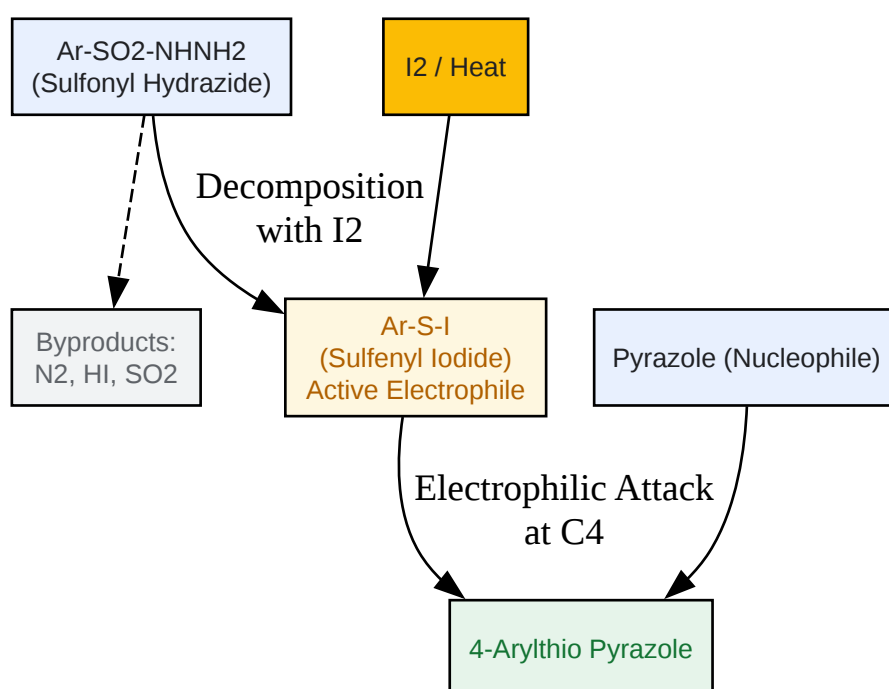 Ar-SO2-NHNH2
(Sulfonyl Hydrazide)
I2 / Heat
Decomposition
with I2
Byproducts:
N2, HI, SO2
Ar-S-I
(Sulfenyl Iodide)
Active Electrophile
Pyrazole (Nucleophile)
Electrophilic Attack
at C4
4-Arylthio Pyrazole